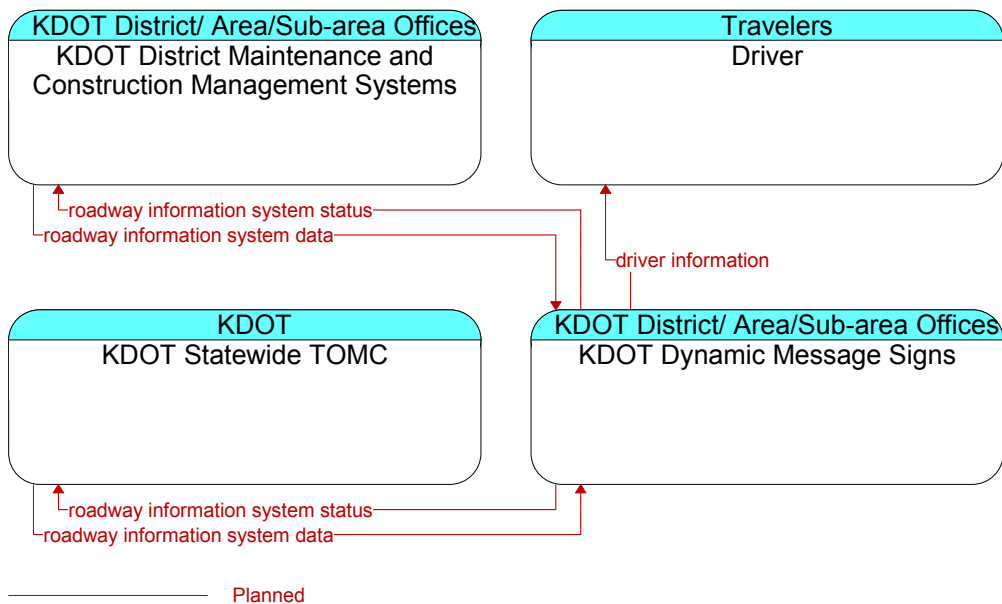 KDOT District/ Area/Sub-area Offices
KDOT District Maintenance and
Construction Management Systems
Travelers
Driver
roadway information system status
roadway information system data
driver information
KDOT
KDOT Statewide TOMC
KDOT District/ Area/Sub-area Offices
KDOT Dynamic Message Signs
roadway information system status
roadway information system data
Planned